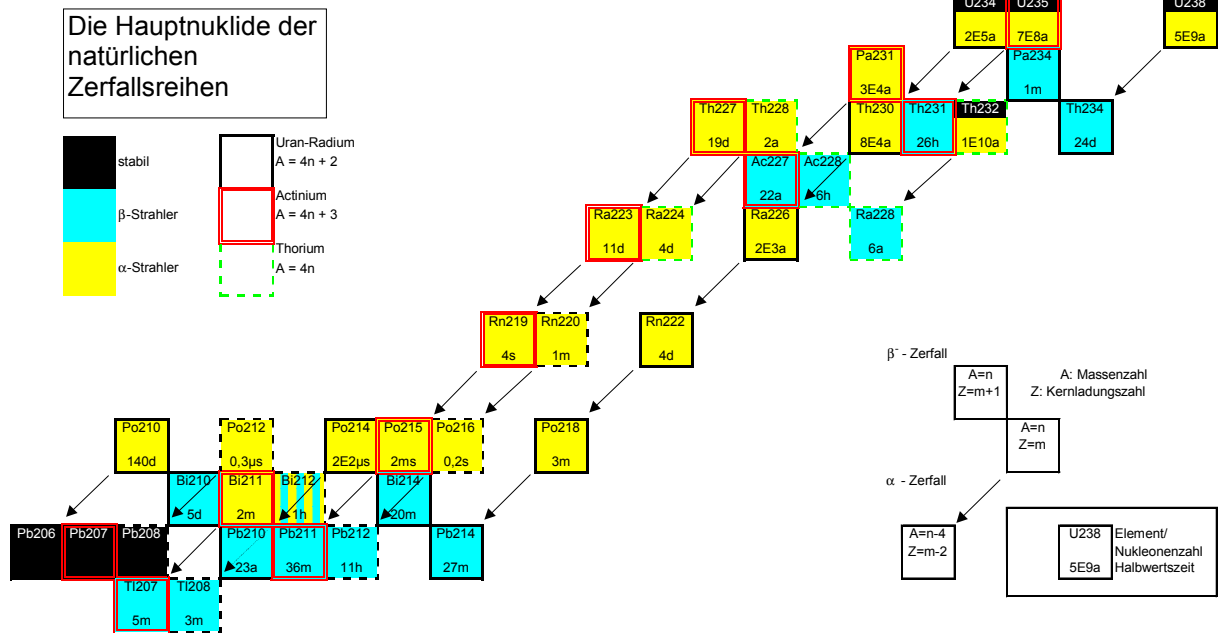 Die Hauptnuklide der
natürlichen
Zerfallsreihen
stabil
β-Strahler
α-Strahler
Uran-Radium
A = 4n + 2
Actinium
A = 4n + 3
Thorium
A = 4n
U234 U235 U238
2E5a 7E8a 5E9a
Pa231 Pa234
3E4a 1m
Th227 Th228 Th230 Th231 Th232 Th234
19d 2a 8E4a 26h 1E10a 24d
Ac227 Ac228
22a 6h
Ra223 Ra224 Ra226 Ra228
11d 4d 2E3a 6a
Rn219 Rn220 Rn222
4s 1m 4d
Po210 Po212 Po214 Po215 Po216 Po218
140d 0,3µs 2E2µs 2ms 0,2s 3m
Bi210 Bi211 Bi212 Bi214
5d 2m 1h 20m
Pb206 Pb207 Pb208 Pb210 Pb211 Pb212 Pb214
23a 36m 11h 27m
Tl207 Tl208
5m 3m
β⁻ - Zerfall
A=n
Z=m+1
A: Massenzahl
Z: Kernladungszahl
A=n
Z=m
α - Zerfall
A=n-4
Z=m-2
U238 Element/
Nukleonenzahl
5E9a Halbwertszeit